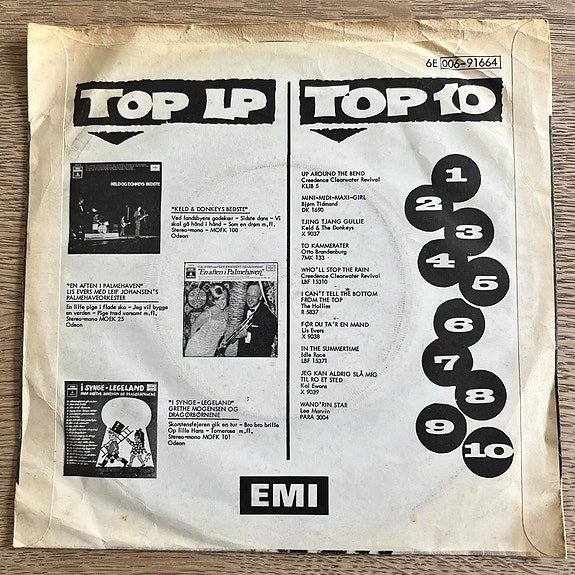 6E 006-91664
TOP LP
KELD OG DONKEYS BEDSTE
"KELD & DONKEYS BEDSTE"
Ved landsbyens gadekær - Sidste dans - Vi
skal gå hånd i hånd - Som en drøm m.fl.
Stereo-mono - MOFK 100
Odeon
"EN AFTEN I PALMEHAVEN"
LIS EVERS MED LEIF JOHANSEN'S
PALMEHAVEORKESTER
En lille pige i flade sko - Jeg vil bygge
en verden - Pige træd varsomt m.fl.
Stereo-mono MOEK 25
Odeon
"En aften i Palmehaven"
i SYNGE-LEGELAND
"I SYNGE-LEGELAND"
GRETHE MOGENSEN OG
DRAGØRBØRNENE
Skorstensfejeren gik en tur - Bro bro brille
Op lille Hans - Tornerose m.fl.
Stereo-mono MOFK 101
Odeon
TOP 10
UP AROUND THE BEND
Creedence Clearwater Revival
KLIB 5
MINI-MIDI-MAXI-GIRL
Bjørn Tidmand
DK 1690
TJING TJANG GULLIE
Keld & The Donkeys
X 9037
TO KAMMERATER
Otto Brandenburg
7MK 133
WHO'LL STOP THE RAIN
Creedence Clearwater Revival
LBF 15310
I CAN'T TELL THE BOTTOM
FROM THE TOP
The Hollies
R 5837
FØR DU TA'R EN MAND
Lis Evers
X 9038
IN THE SUMMERTIME
Idle Race
LBF 15371
JEG KAN ALDRIG SLÅ MIG
TIL RO ET STED
Kai Ewans
X 9039
WAND'RIN STAR
Lee Marvin
PARA 3004
1
2
3
4
5
6
7
8
9
10
EMI